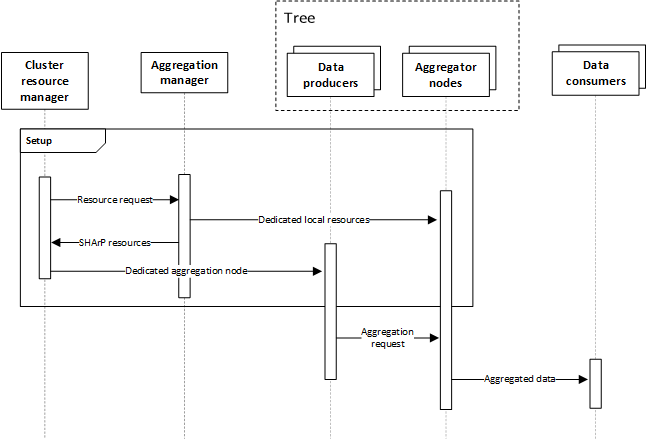 Tree
Cluster
resource
manager
Aggregation
manager
Data
producers
Aggregator
nodes
Data
consumers
Setup
Resource request
Dedicated local resources
SHArP resources
Dedicated aggregation node
Aggregation
request
Aggregated data